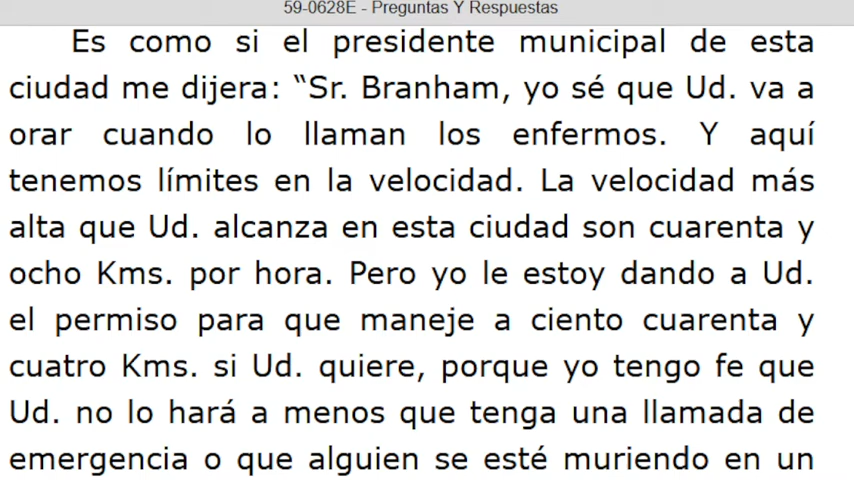 59-0628E - Preguntas Y Respuestas
Es como si el presidente municipal de esta
ciudad me dijera: “Sr. Branham, yo sé que Ud. va a
orar cuando lo llaman los enfermos. Y aquí
tenemos límites en la velocidad. La velocidad más
alta que Ud. alcanza en esta ciudad son cuarenta y
ocho Kms. por hora. Pero yo le estoy dando a Ud.
el permiso para que maneje a ciento cuarenta y
cuatro Kms. si Ud. quiere, porque yo tengo fe que
Ud. no lo hará a menos que tenga una llamada de
emergencia o que alguien se esté muriendo en un